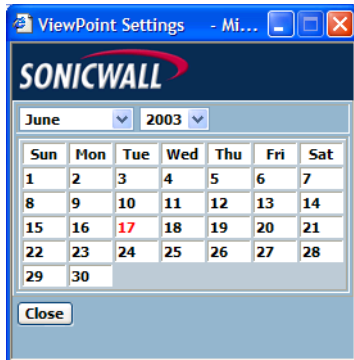 ViewPoint Settings - Mi...
SONICWALL
June 2003
Sun Mon Tue Wed Thu Fri Sat
1 2 3 4 5 6 7
8 9 10 11 12 13 14
15 16 17 18 19 20 21
22 23 24 25 26 27 28
29 30
Close